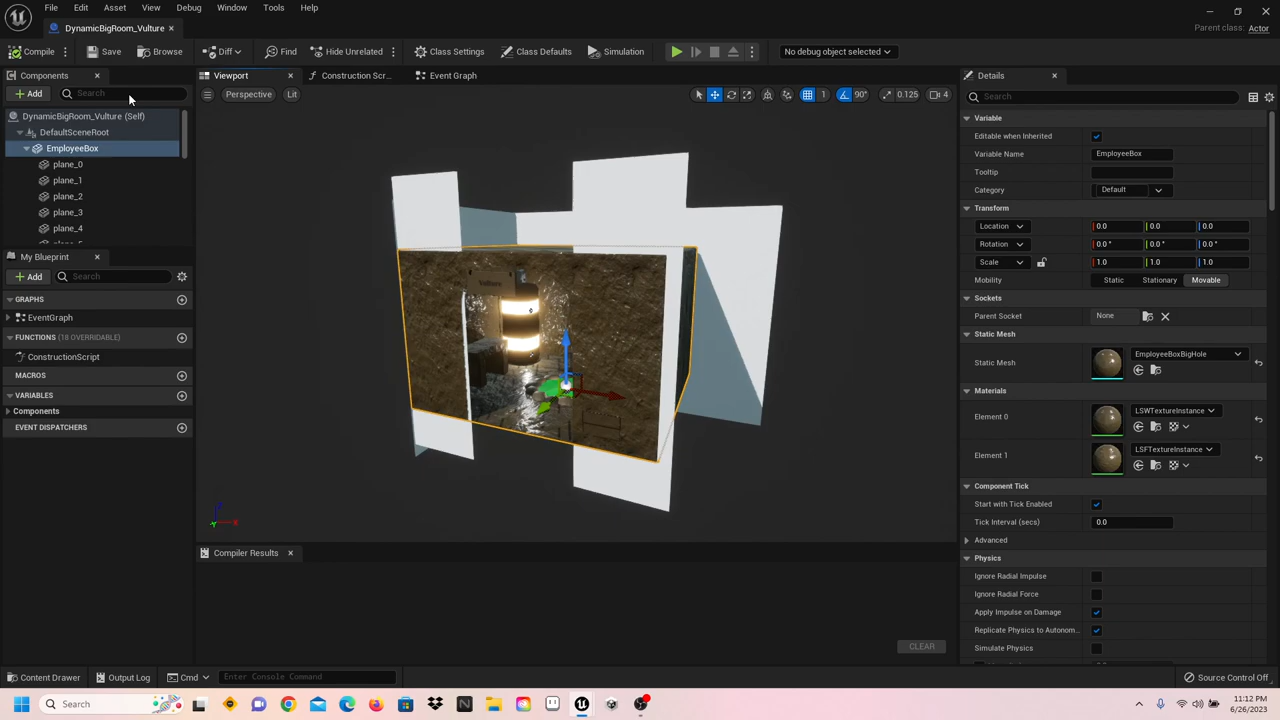 File Edit Asset View Debug Window Tools Help
DynamicBigRoom_Vulture
Parent class: Actor
Compile Save Browse Diff Find Hide Unrelated Class Settings Class Defaults Simulation No debug object selected
Components
Add Search
DynamicBigRoom_Vulture (Self)
DefaultSceneRoot
EmployeeBox
plane_0
plane_1
plane_2
plane_3
plane_4
My Blueprint
Add Search
GRAPHS
EventGraph
FUNCTIONS (18 OVERRIDABLE)
ConstructionScript
MACROS
VARIABLES
Components
EVENT DISPATCHERS
Viewport Construction Scr... Event Graph
Perspective Lit
1 90° 0.125 4
Compiler Results
CLEAR
Details
Search
Variable
Editable when Inherited
Variable Name EmployeeBox
Tooltip
Category Default
Transform
Location 0.0 0.0 0.0
Rotation 0.0 ° 0.0 ° 0.0 °
Scale 1.0 1.0 1.0
Mobility Static Stationary Movable
Sockets
Parent Socket None
Static Mesh
Static Mesh EmployeeBoxBigHole
Materials
Element 0 LSWTextureInstance
Element 1 LSFTextureInstance
Component Tick
Start with Tick Enabled
Tick Interval (secs) 0.0
Advanced
Physics
Ignore Radial Impulse
Ignore Radial Force
Apply Impulse on Damage
Replicate Physics to Autonom...
Simulate Physics
Content Drawer Output Log Cmd Enter Console Command Source Control Off
Search
11:12 PM
6/26/2023